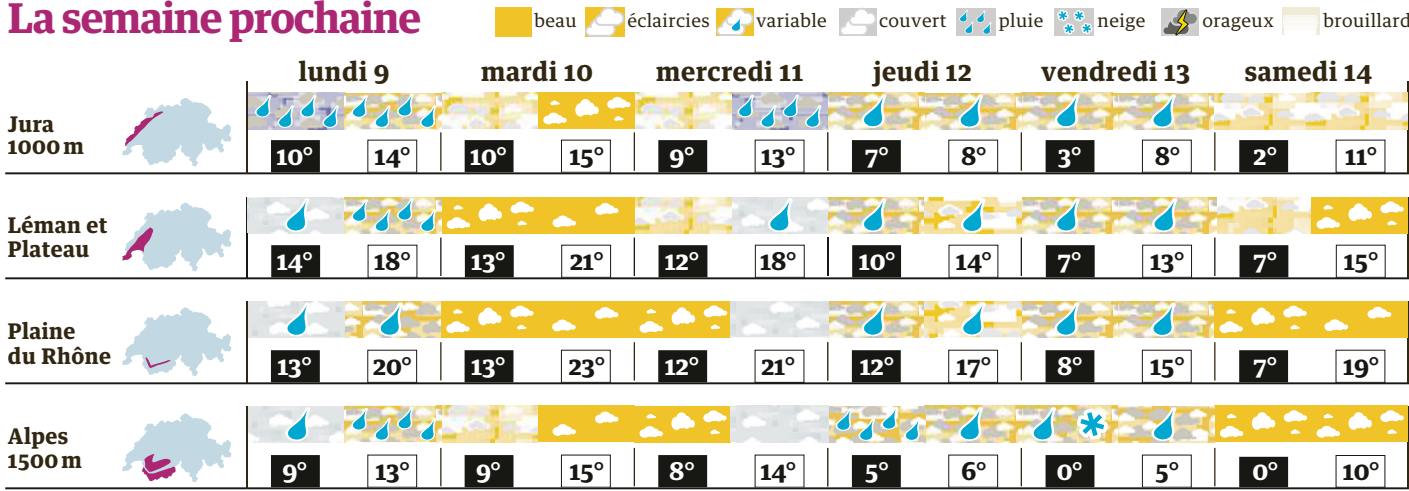 La semaine prochaine
beau éclaircies variable couvert pluie neige orageux brouillard
lundi 9 mardi 10 mercredi 11 jeudi 12 vendredi 13 samedi 14
Jura
1000 m
10° 14° 10° 15° 9° 13° 7° 8° 3° 8° 2° 11°
Léman et
Plateau
14° 18° 13° 21° 12° 18° 10° 14° 7° 13° 7° 15°
Plaine
du Rhône
13° 20° 13° 23° 12° 21° 12° 17° 8° 15° 7° 19°
Alpes
1500 m
9° 13° 9° 15° 8° 14° 5° 6° 0° 5° 0° 10°